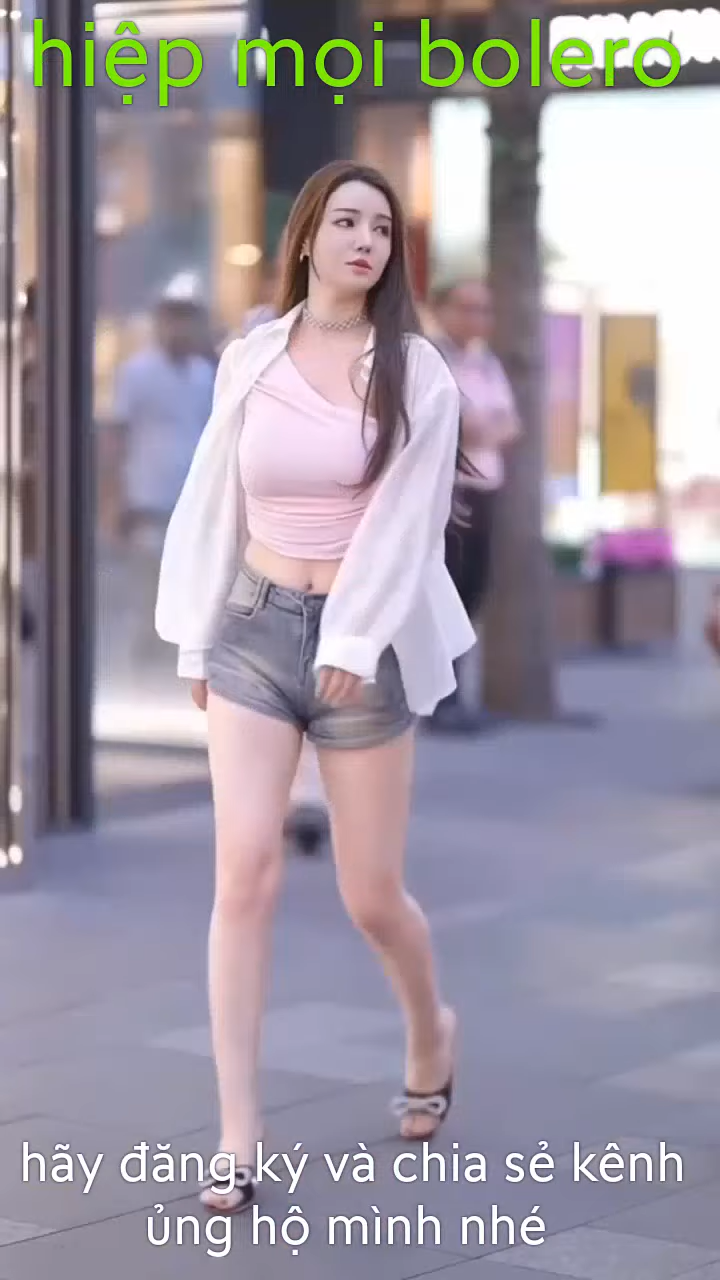 hiệp mọi bolero
hãy đăng ký và chia sẻ kênh
ủng hộ mình nhé